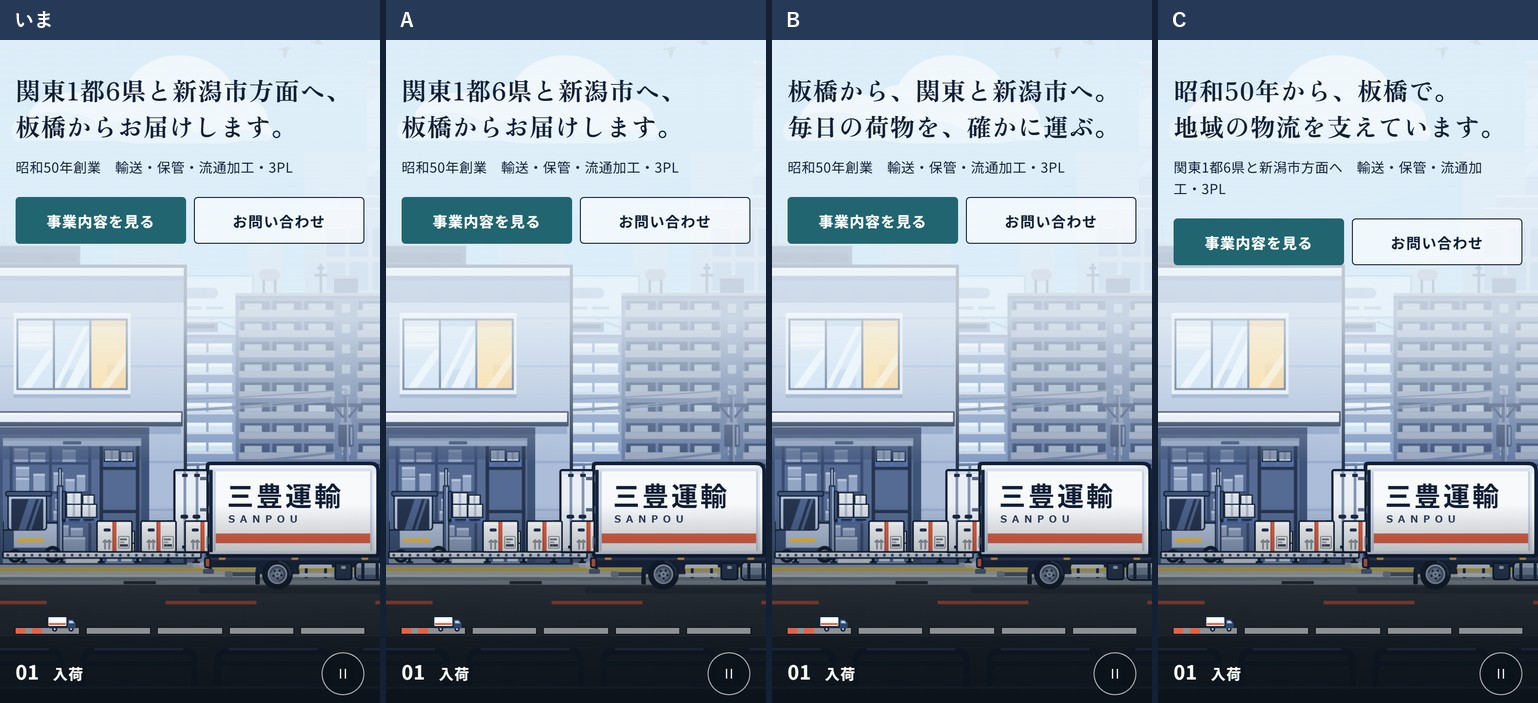 いま
関東1都6県と新潟市方面へ、
板橋からお届けします。
昭和50年創業　輸送・保管・流通加工・3PL
事業内容を見る
お問い合わせ
三豊運輸
SANPOU
01 入荷
A
関東1都6県と新潟市へ、
板橋からお届けします。
昭和50年創業　輸送・保管・流通加工・3PL
事業内容を見る
お問い合わせ
三豊運輸
SANPOU
01 入荷
B
板橋から、関東と新潟市へ。
毎日の荷物を、確かに運ぶ。
昭和50年創業　輸送・保管・流通加工・3PL
事業内容を見る
お問い合わせ
三豊運輸
SANPOU
01 入荷
C
昭和50年から、板橋で。
地域の物流を支えています。
関東1都6県と新潟市方面へ　輸送・保管・流通加
工・3PL
事業内容を見る
お問い合わせ
三豊運輸
SANPOU
01 入荷